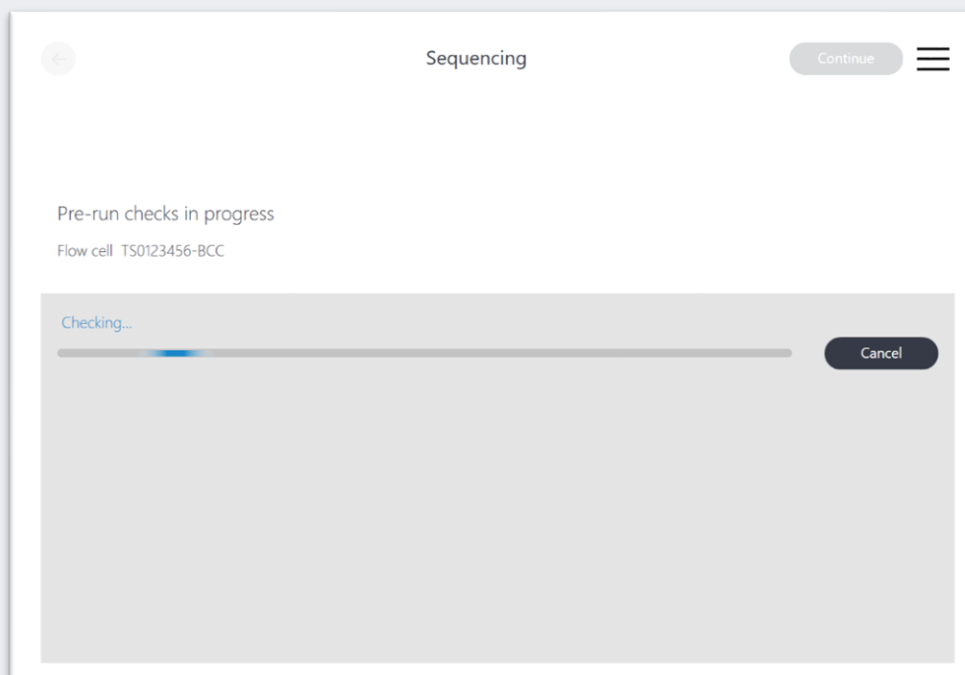 Sequencing
Continue
Pre-run checks in progress
Flow cell TS0123456-BCC
Checking...
Cancel